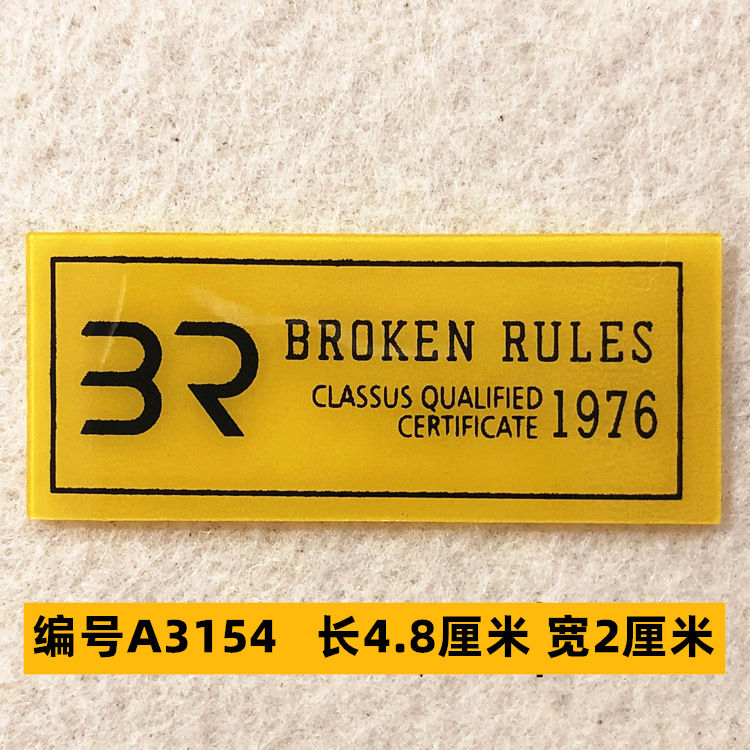 BR
BROKEN RULES
CLASSUS QUALIFIED
CERTIFICATE 1976
编号A3154 长4.8厘米 宽2厘米